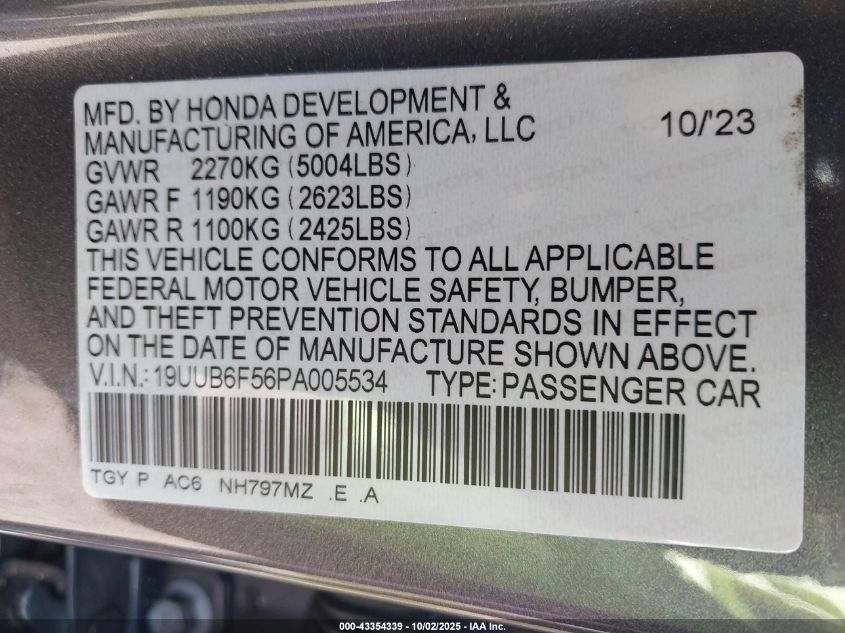 MFD. BY HONDA DEVELOPMENT &
MANUFACTURING OF AMERICA, LLC 10/'23
GVWR 2270KG (5004LBS)
GAWR F 1190KG (2623LBS)
GAWR R 1100KG (2425LBS)
THIS VEHICLE CONFORMS TO ALL APPLICABLE
FEDERAL MOTOR VEHICLE SAFETY, BUMPER,
AND THEFT PREVENTION STANDARDS IN EFFECT
ON THE DATE OF MANUFACTURE SHOWN ABOVE.
V.I.N.: 19UUB6F56PA005534 TYPE: PASSENGER CAR
TGY P AC6 NH797MZ .E .A
000-43354339 - 10/02/2025 - IAA Inc.